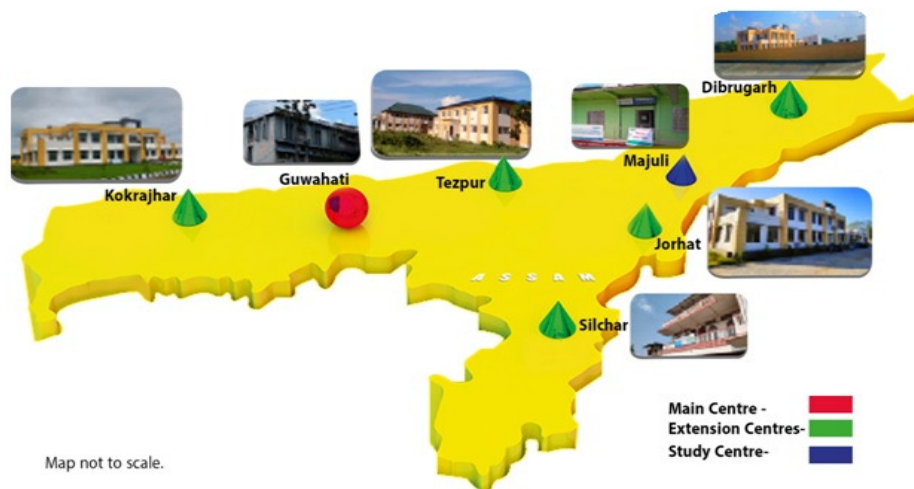 Dibrugarh
Majuli
Guwahati
Tezpur
Kokrajhar
Jorhat
ASSAM
Silchar
Main Centre -
Extension Centres-
Study Centre-
Map not to scale.